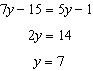 7y − 15 = 5y − 1
2y = 14
y = 7